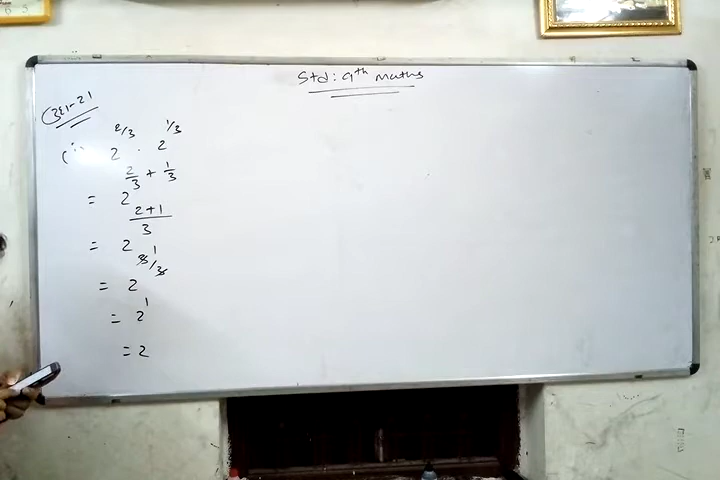 Std: 9th maths
(i) 2^2/3 . 2^1/3
= 2^2/3 + 1/3
= 2^2+1/3
= 2^3/3 1
= 2^1
= 2